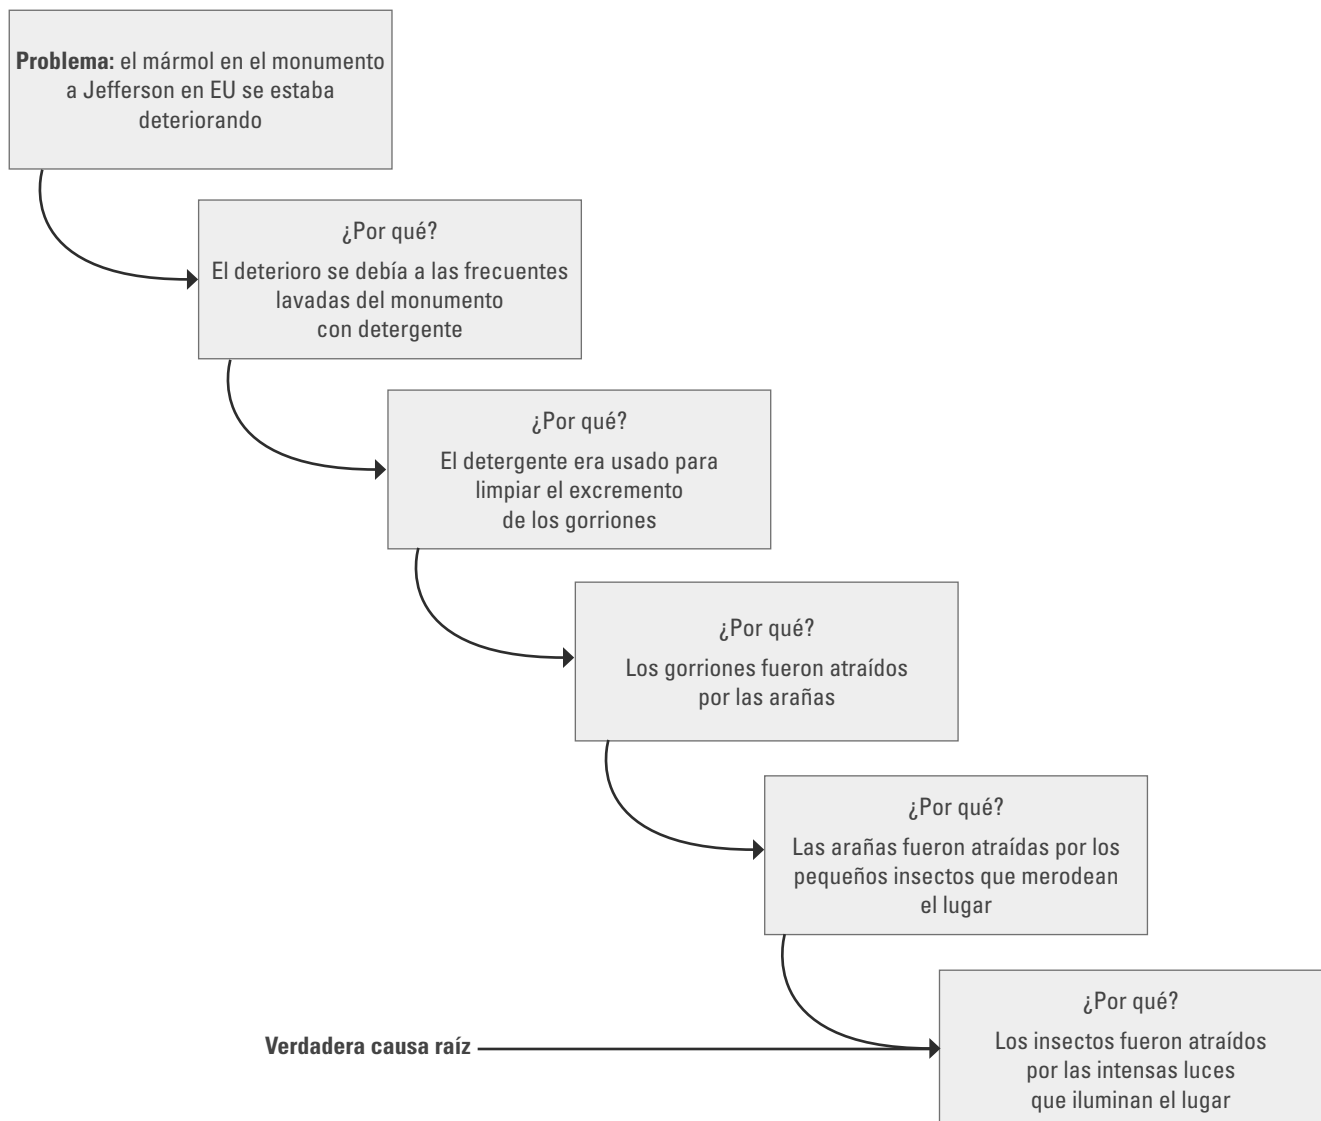 Problema: el mármol en el monumento
a Jefferson en EU se estaba
deteriorando
¿Por qué?
El deterioro se debía a las frecuentes
lavadas del monumento
con detergente
¿Por qué?
El detergente era usado para
limpiar el excremento
de los gorriones
¿Por qué?
Los gorriones fueron atraídos
por las arañas
¿Por qué?
Las arañas fueron atraídas por los
pequeños insectos que merodean
el lugar
Verdadera causa raíz
¿Por qué?
Los insectos fueron atraídos
por las intensas luces
que iluminan el lugar